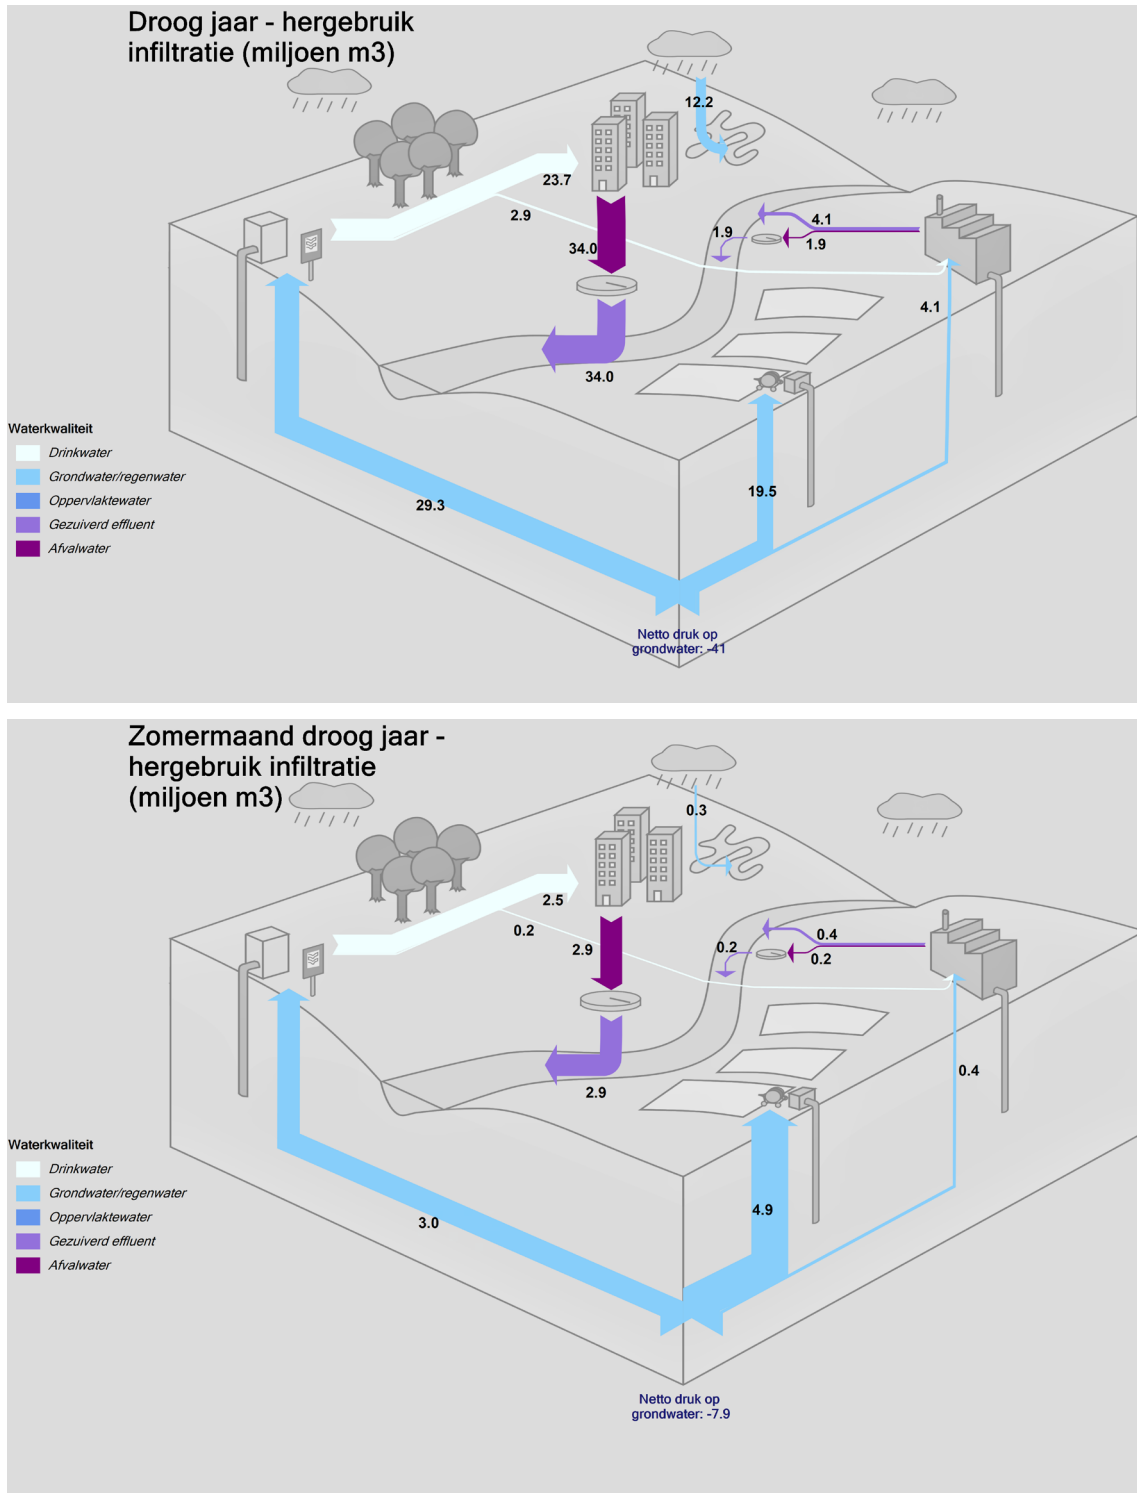 Droog jaar - hergebruik
infiltratie (miljoen m3)
12.2
23.7
2.9
34.0
4.1
1.9
1.9
4.1
34.0
Waterkwaliteit
Drinkwater
Grondwater/regenwater
Oppervlaktewater
Gezuiverd effluent
Afvalwater
29.3
19.5
Netto druk op
grondwater: -41
Zomermaand droog jaar -
hergebruik infiltratie
(miljoen m3)
0.3
2.5
0.2
2.9
0.4
0.2
0.2
0.4
2.9
Waterkwaliteit
Drinkwater
Grondwater/regenwater
Oppervlaktewater
Gezuiverd effluent
Afvalwater
3.0
4.9
Netto druk op
grondwater: -7.9